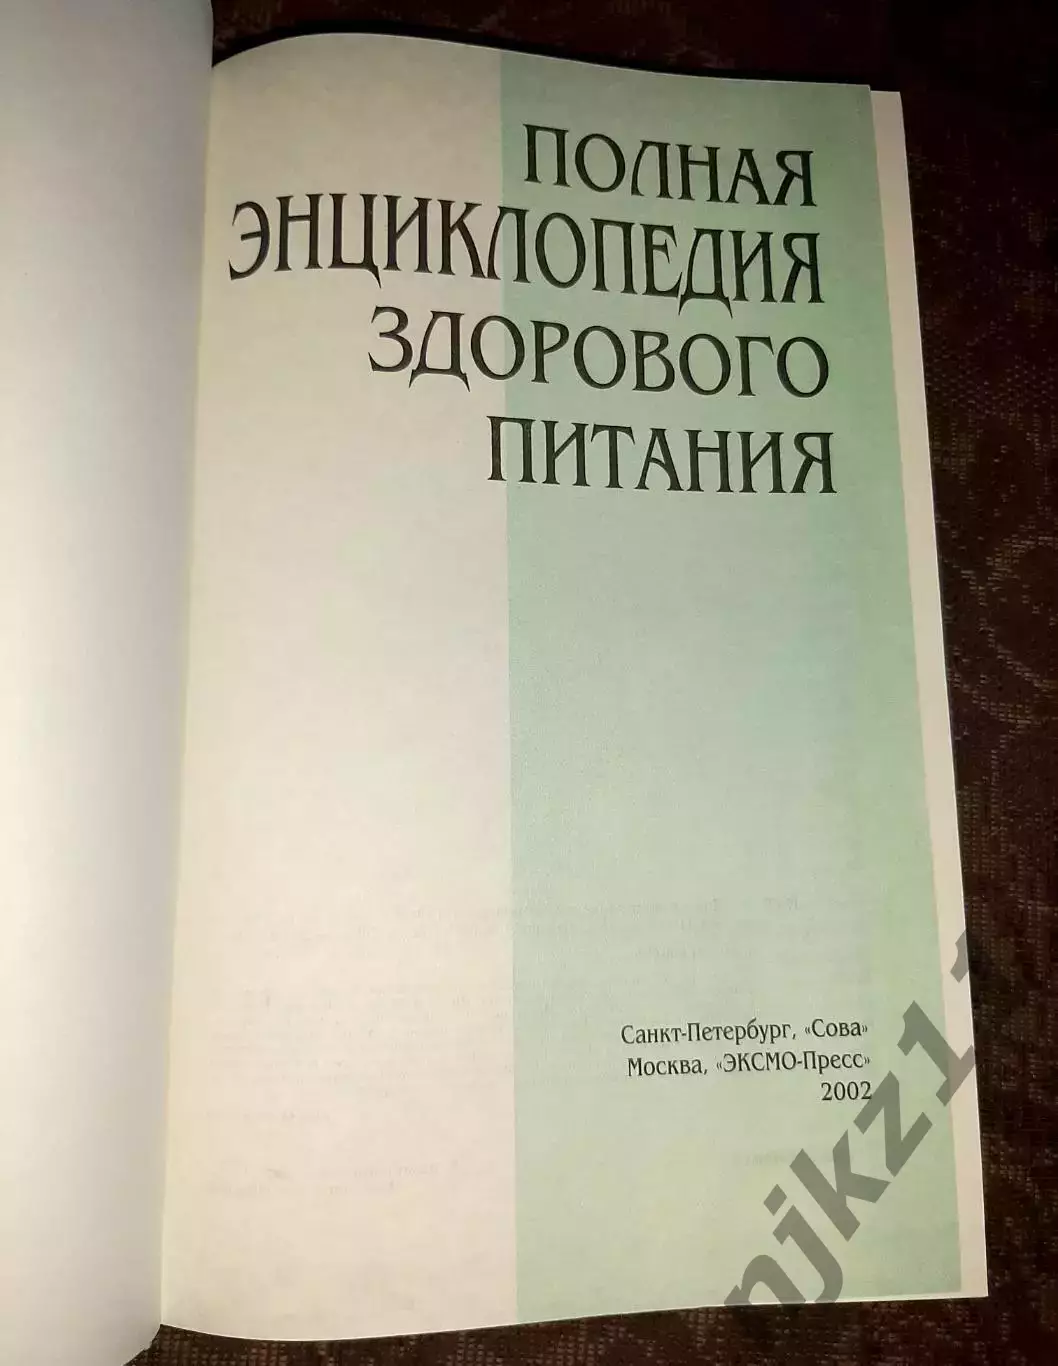 ПОЛНАЯ
ЭНЦИКЛОПЕДИЯ
ЗДОРОВОГО
ПИТАНИЯ
Санкт-Петербург, «Сова»
Москва, «ЭКСМО-Пресс»
2002